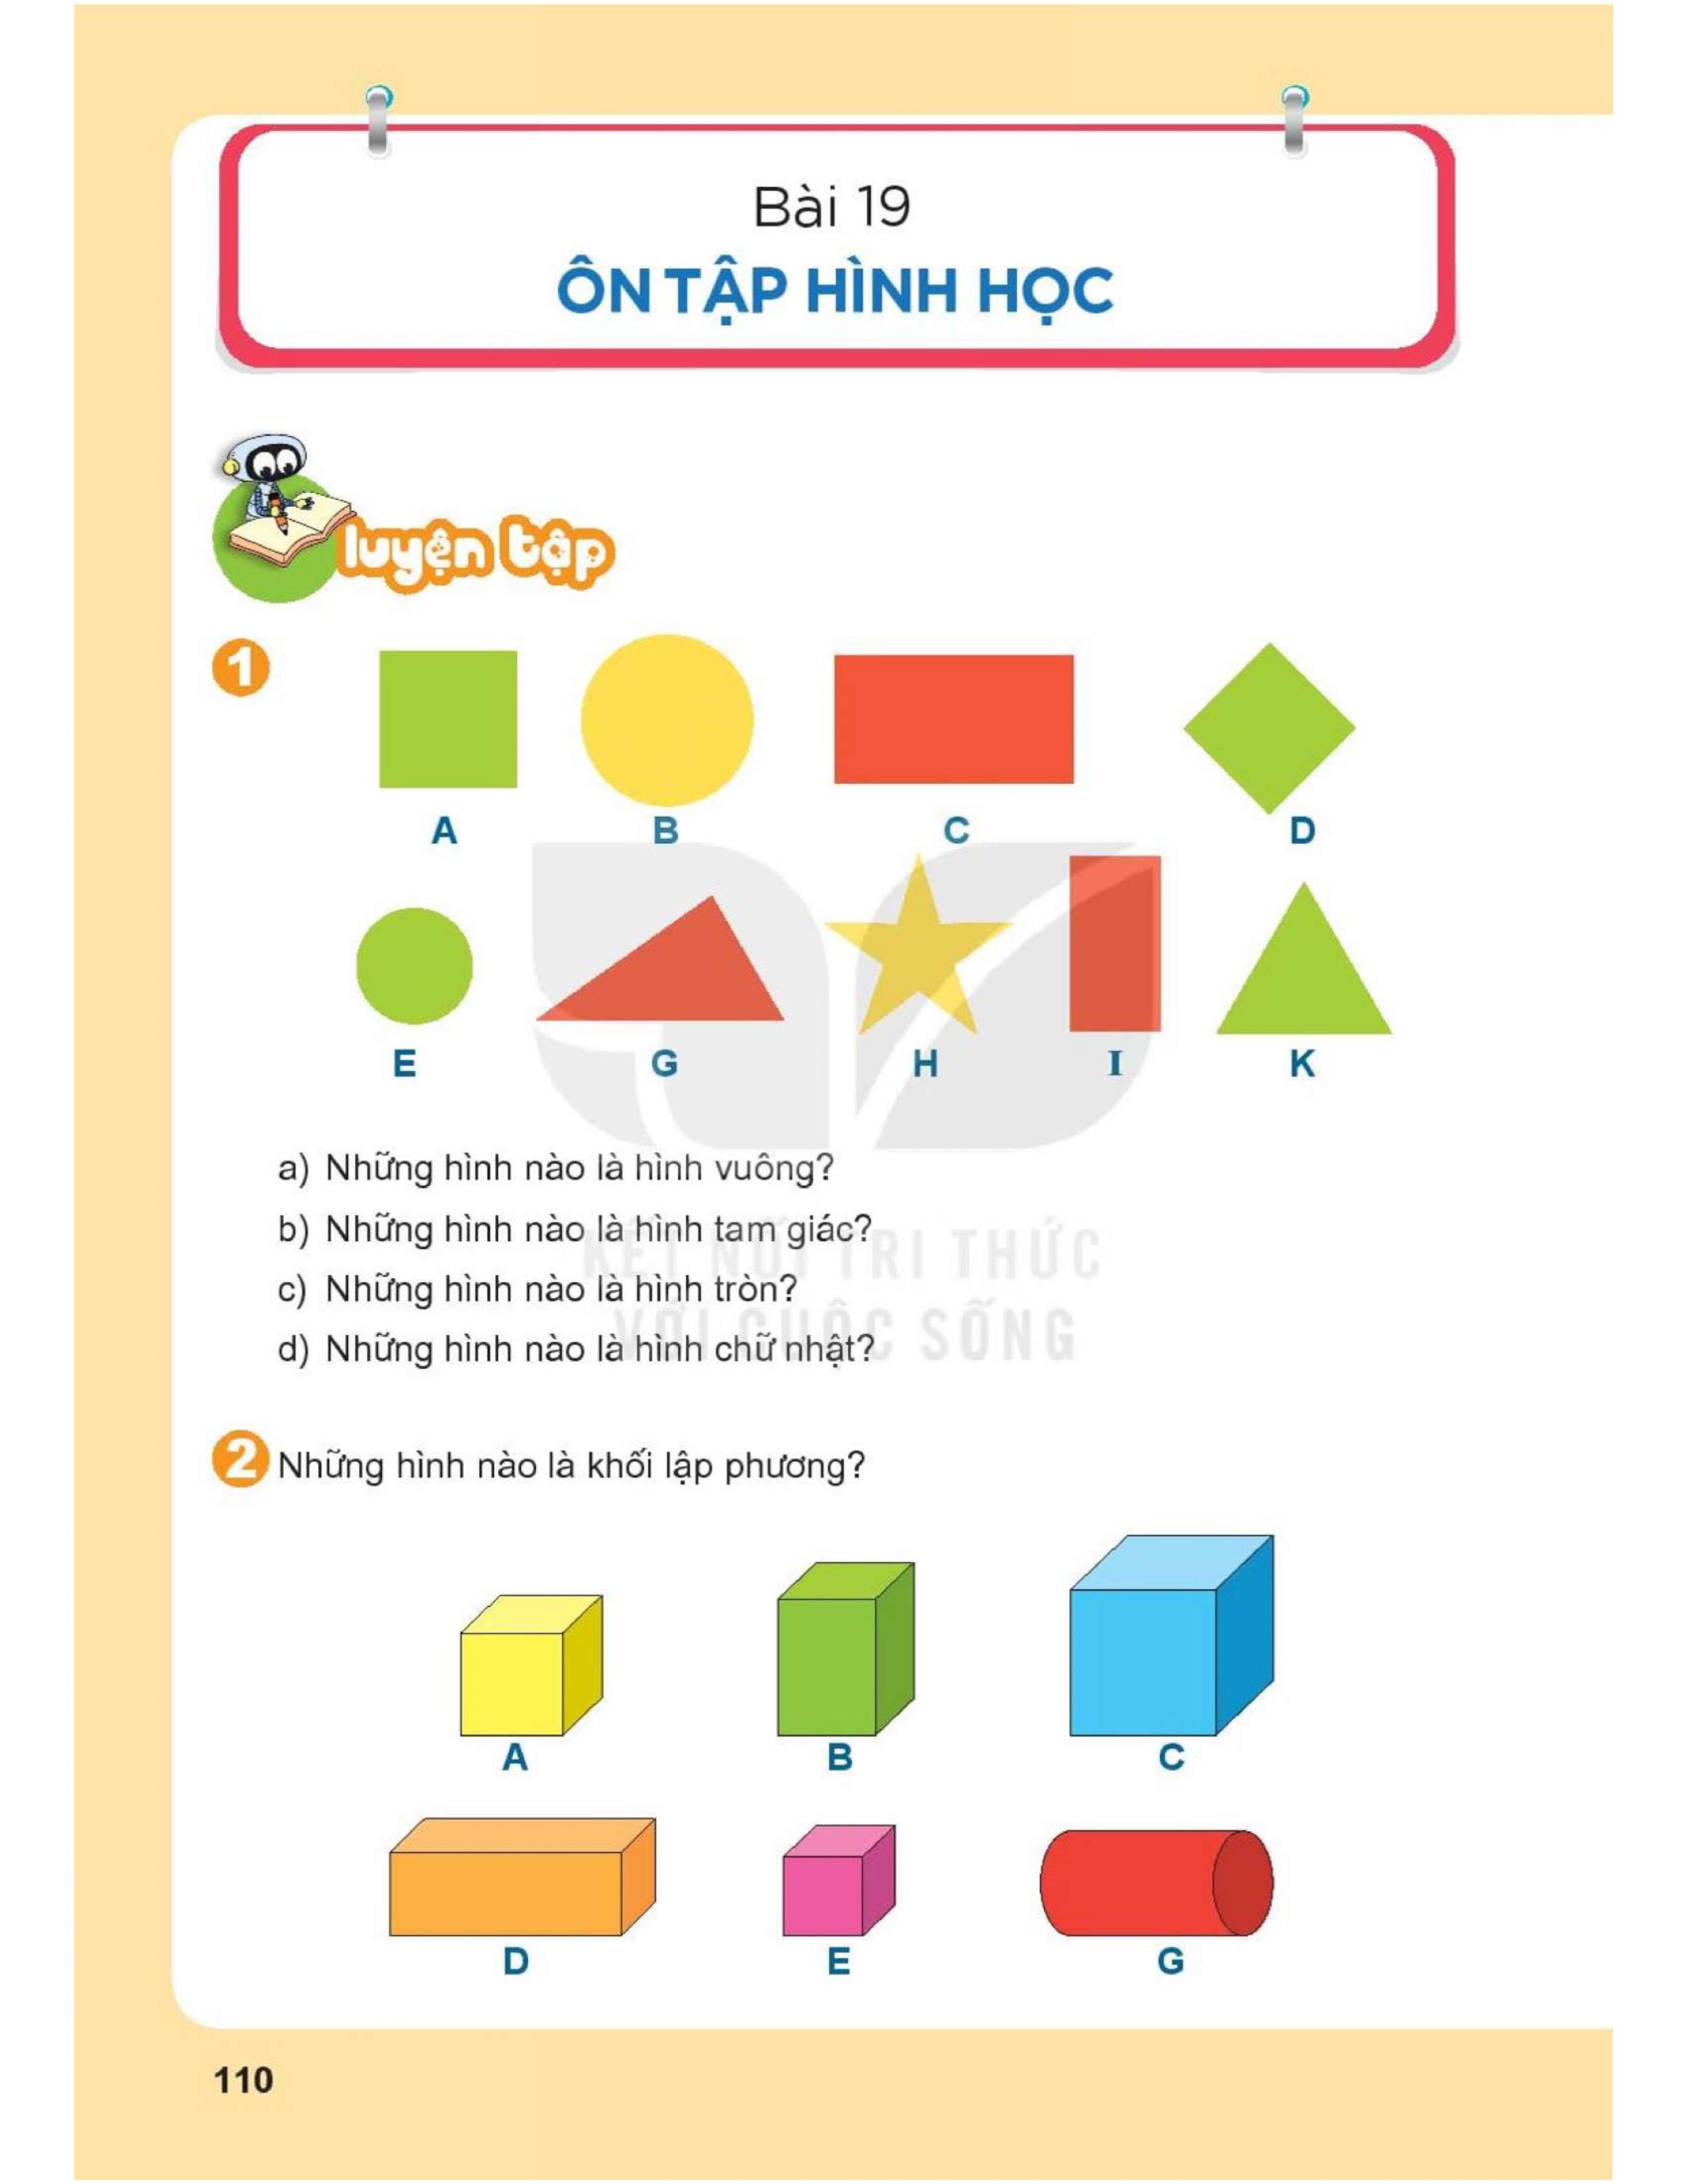 Bài 19
ÔN TẬP HÌNH HỌC
luyện tập
1
A B C D
E G H I K
a) Những hình nào là hình vuông?
b) Những hình nào là hình tam giác?
c) Những hình nào là hình tròn?
d) Những hình nào là hình chữ nhật?
KẾT NỐI TRI THỨC
VỚI CUỘC SỐNG
2 Những hình nào là khối lập phương?
A B C
D E G
110